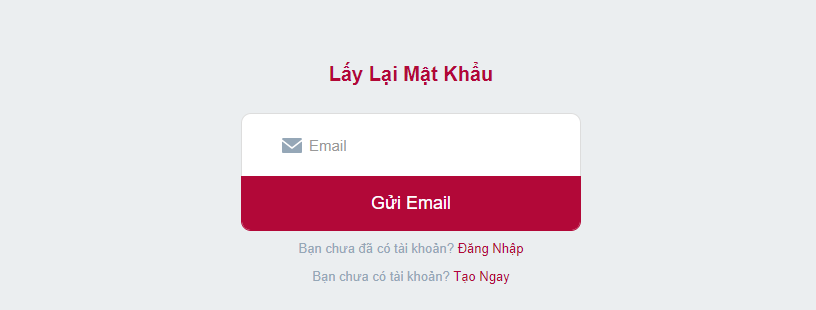 Lấy Lại Mật Khẩu
Email
Gửi Email
Bạn chưa đã có tài khoản? Đăng Nhập
Bạn chưa có tài khoản? Tạo Ngay